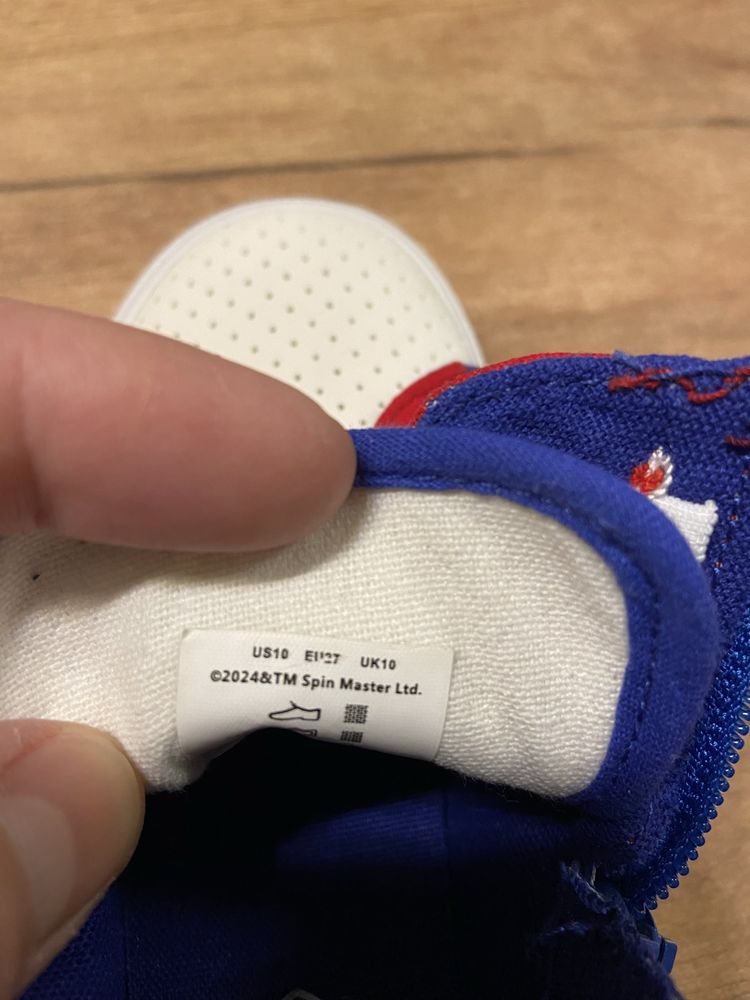 US10 EU27 UK10
©2024&TM Spin Master Ltd.